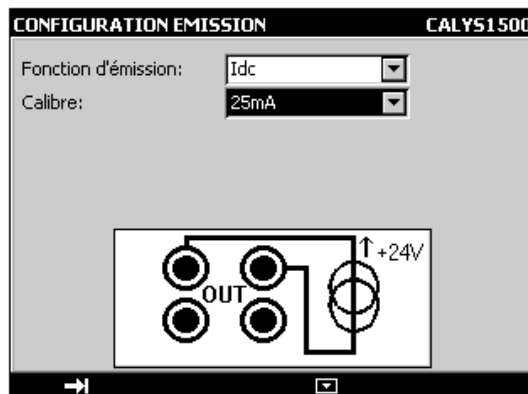 CONFIGURATION EMISSION CALYS1500
Fonction d'émission: Idc
Calibre: 25mA
↑ +24V
OUT